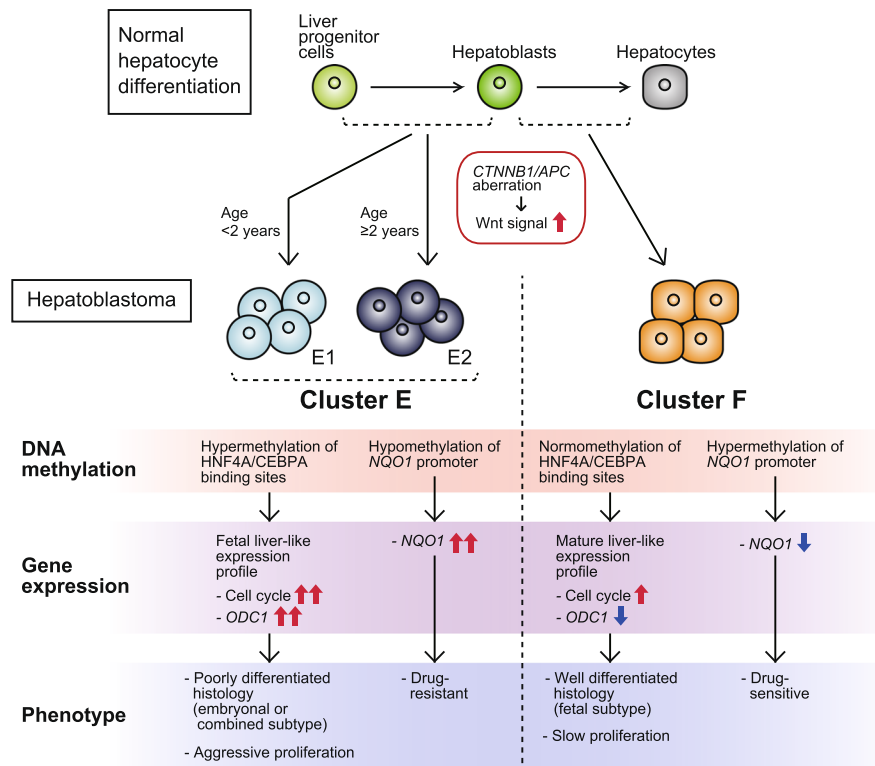 Normal
hepatocyte
differentiation
Liver
progenitor
cells
Hepatoblasts
Hepatocytes
CTNNB1/APC
aberration
Wnt signal
Age
<2 years
Age
≥2 years
Hepatoblastoma
E1
E2
Cluster E
Cluster F
DNA
methylation
Hypermethylation of
HNF4A/CEBPA
binding sites
Hypomethylation of
NQO1 promoter
Normomethylation of
HNF4A/CEBPA
binding sites
Hypermethylation of
NQO1 promoter
Gene
expression
Fetal liver-like
expression
profile
- Cell cycle
- ODC1
- NQO1
Mature liver-like
expression
profile
- Cell cycle
- ODC1
- NQO1
Phenotype
- Poorly differentiated
histology
(embryonal or
combined subtype)
- Aggressive proliferation
- Drug-
resistant
- Well differentiated
histology
(fetal subtype)
- Slow proliferation
- Drug-
sensitive